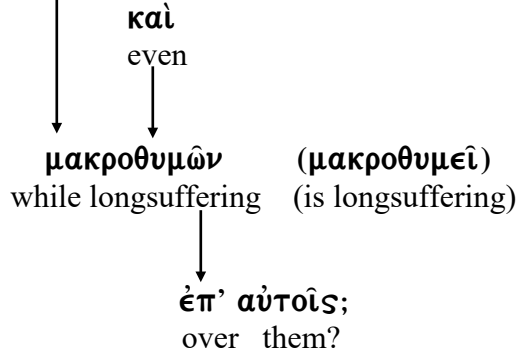 καὶ
even
μακροθυμῶν (μακροθυμεῖ)
while longsuffering (is longsuffering)
ἐπ’ αὐτοῖς;
over them?